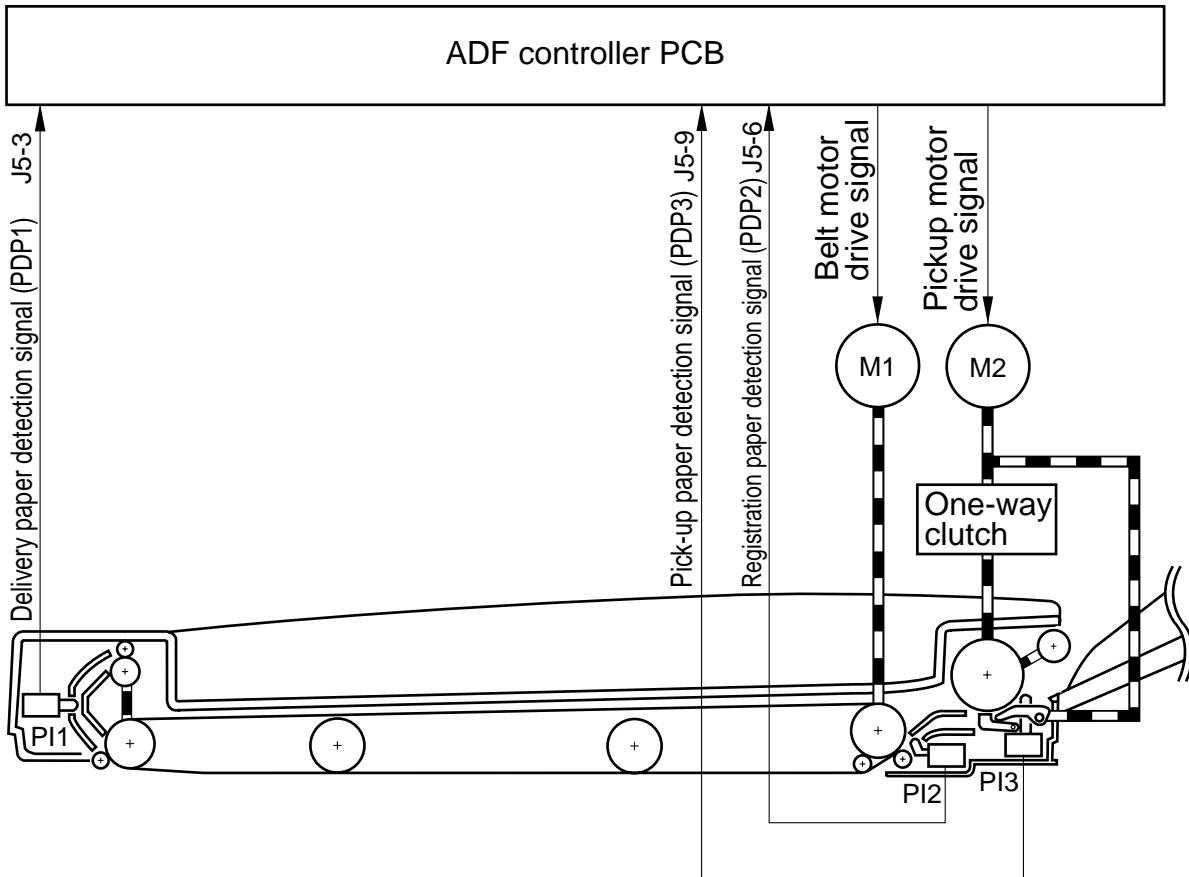 ADF controller PCB
Delivery paper detection signal (PDP1) J5-3
Pick-up paper detection signal (PDP3) J5-9
Registration paper detection signal (PDP2) J5-6
Belt motor
drive signal
Pickup motor
drive signal
M1
M2
One-way
clutch
PI1
PI2
PI3